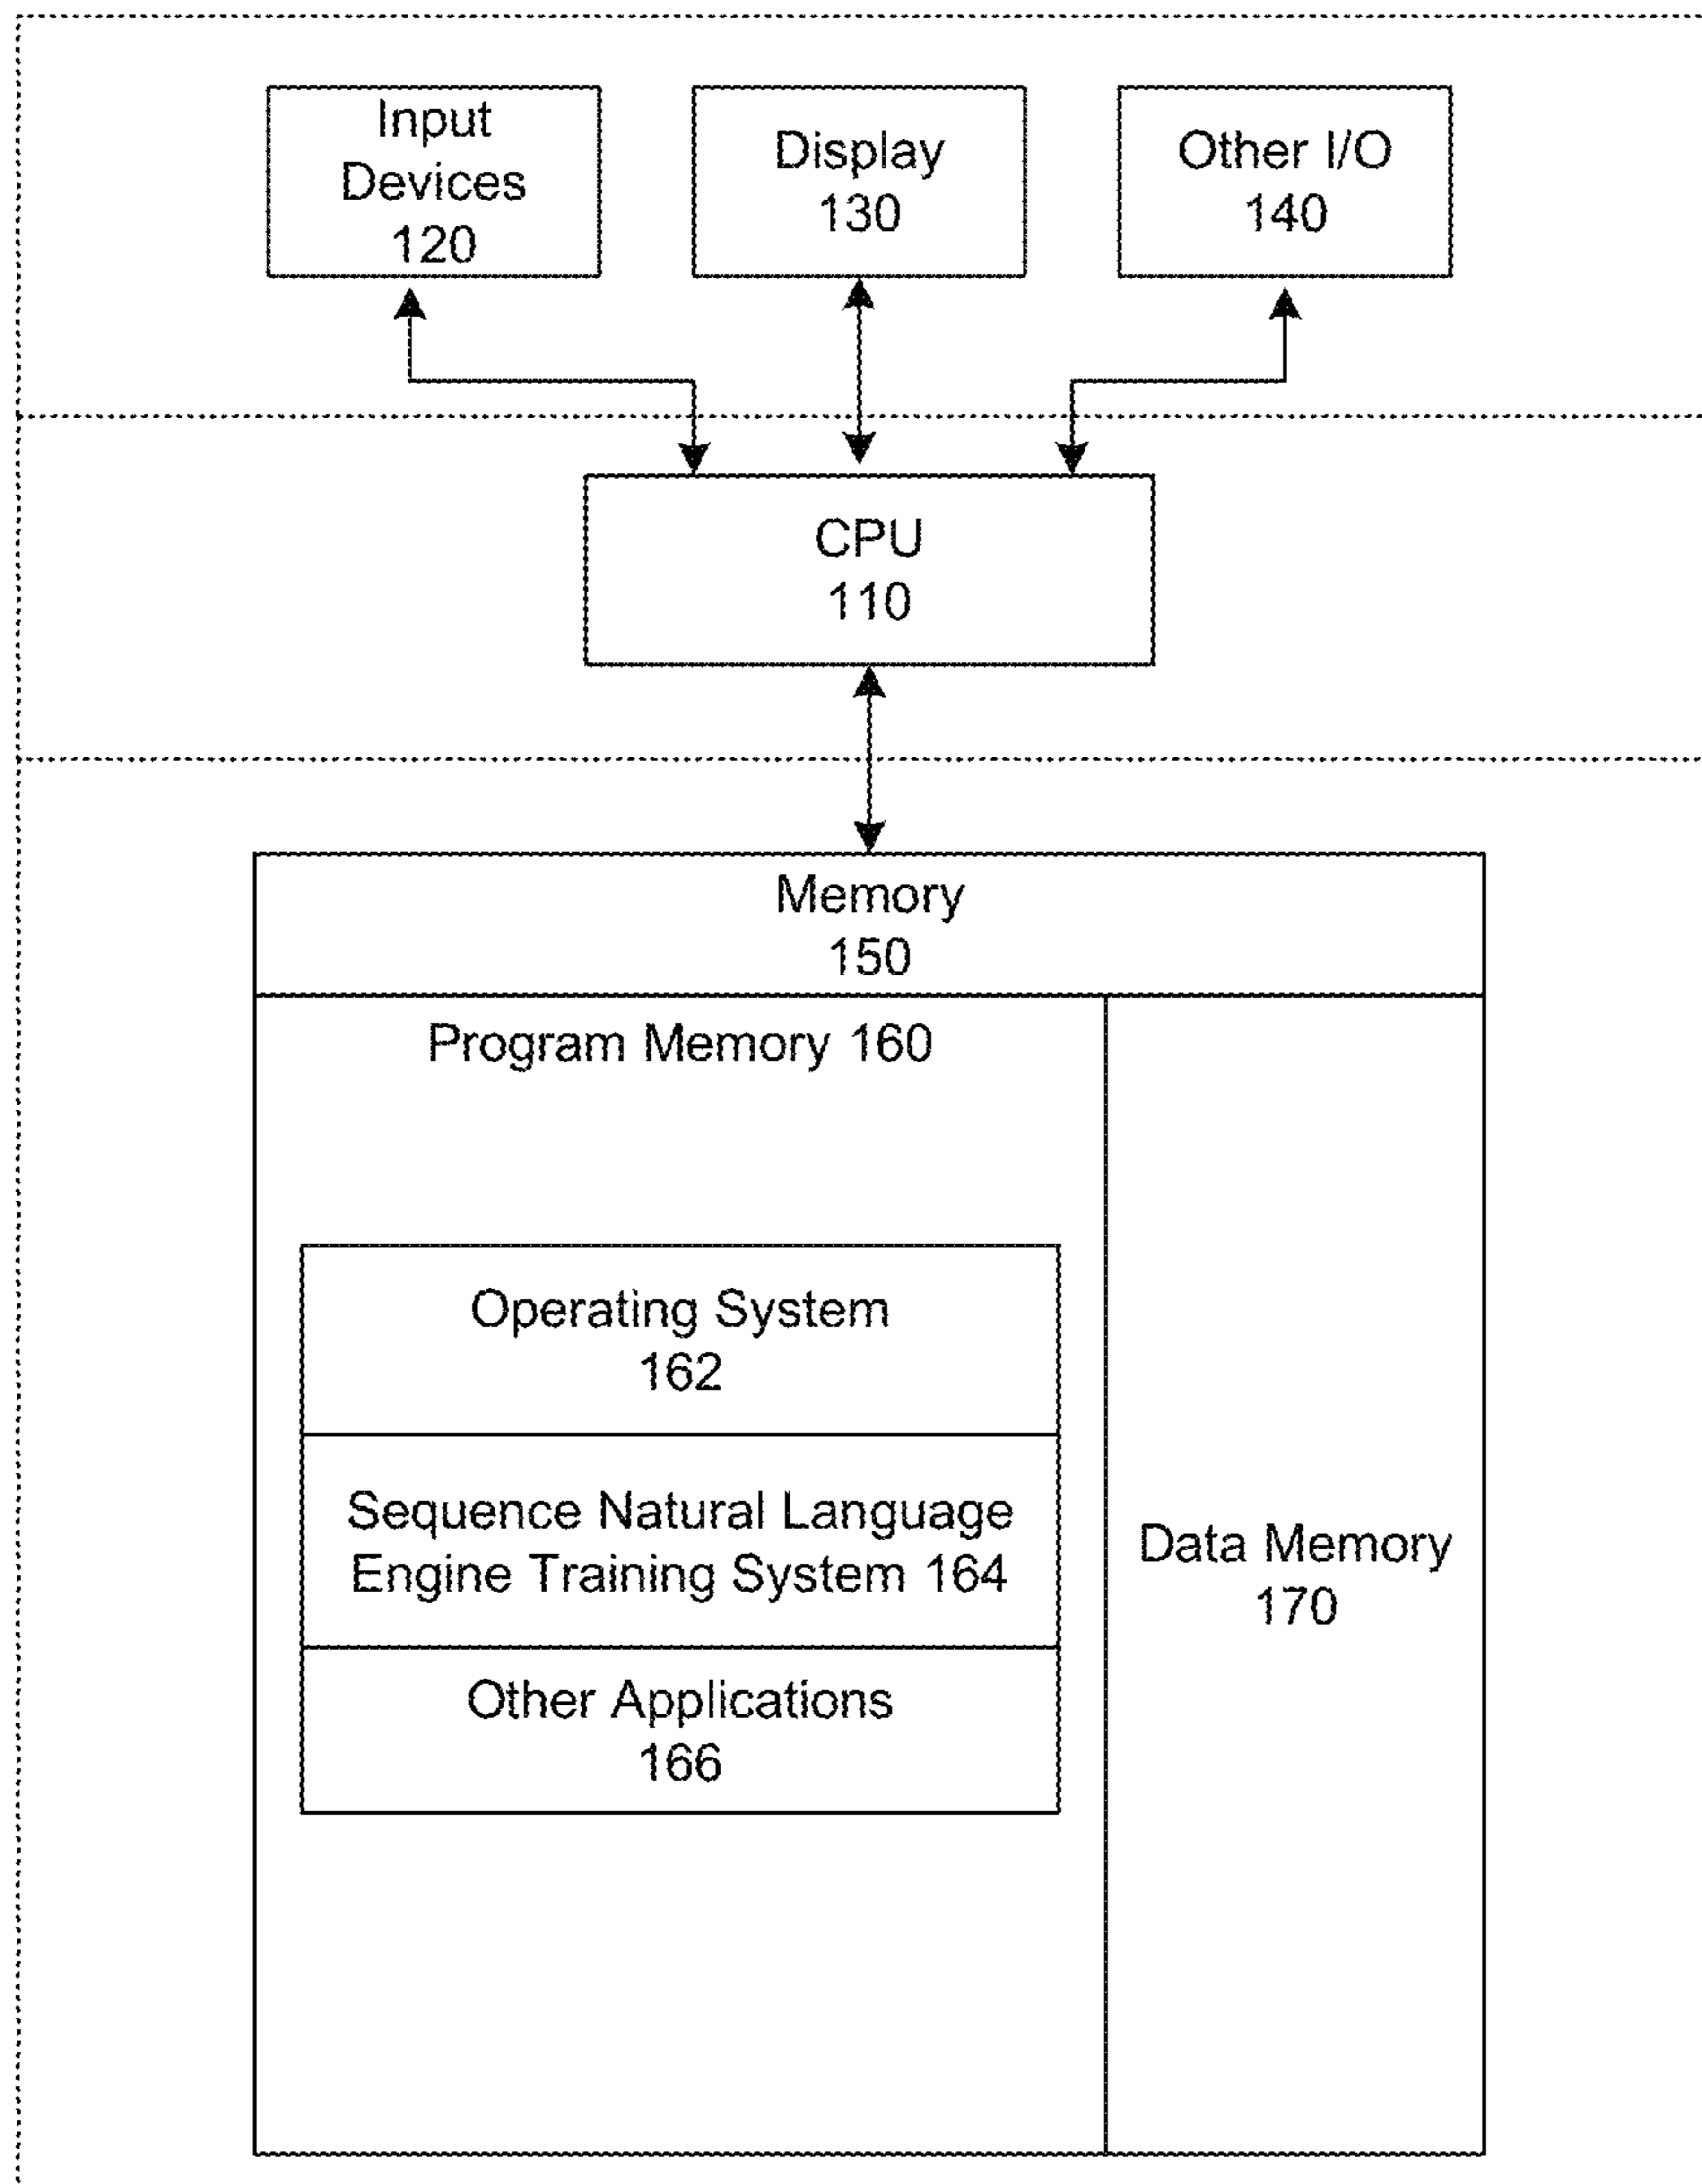 Input
Devices
120
Display
130
Other I/O
140
CPU
110
Memory
150
Program Memory 160
Operating System
162
Sequence Natural Language
Engine Training System 164
Other Applications
166
Data Memory
170